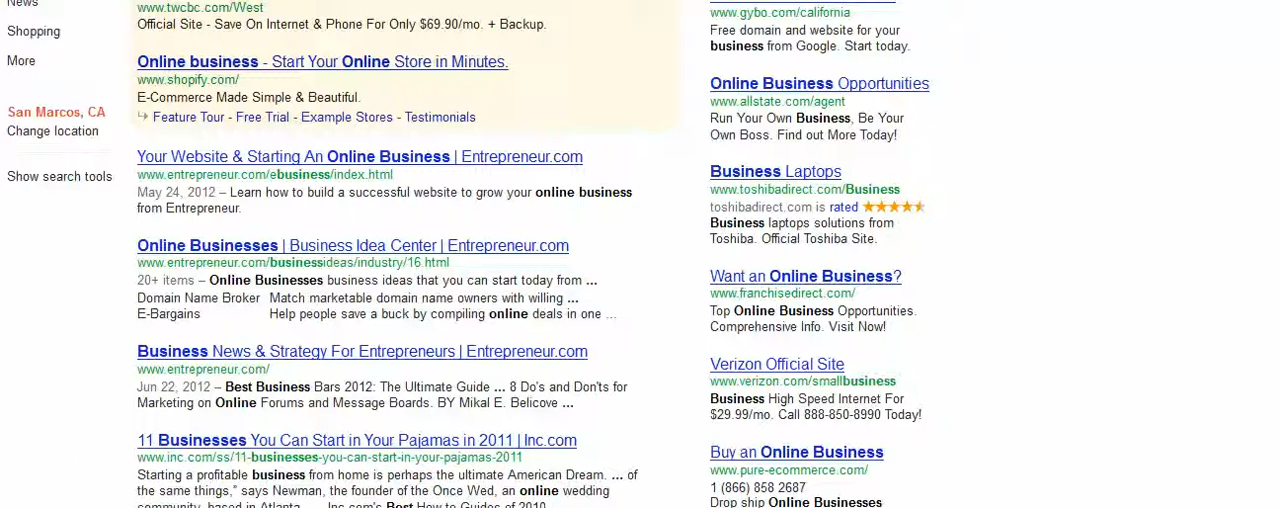 News
Shopping
More
San Marcos, CA
Change location
Show search tools
www.twcbc.com/West
Official Site - Save On Internet & Phone For Only $69.90/mo. + Backup.
Online business - Start Your Online Store in Minutes.
www.shopify.com/
E-Commerce Made Simple & Beautiful.
Feature Tour - Free Trial - Example Stores - Testimonials
Your Website & Starting An Online Business | Entrepreneur.com
www.entrepreneur.com/ebusiness/index.html
May 24, 2012 – Learn how to build a successful website to grow your online business
from Entrepreneur.
Online Businesses | Business Idea Center | Entrepreneur.com
www.entrepreneur.com/businessideas/industry/16.html
20+ items – Online Businesses business ideas that you can start today from ...
Domain Name Broker Match marketable domain name owners with willing ...
E-Bargains Help people save a buck by compiling online deals in one ...
Business News & Strategy For Entrepreneurs | Entrepreneur.com
www.entrepreneur.com/
Jun 22, 2012 – Best Business Bars 2012: The Ultimate Guide ... 8 Do's and Don'ts for
Marketing on Online Forums and Message Boards. BY Mikal E. Belicove ...
11 Businesses You Can Start in Your Pajamas in 2011 | Inc.com
www.inc.com/ss/11-businesses-you-can-start-in-your-pajamas-2011
Starting a profitable business from home is perhaps the ultimate American Dream. ... of
the same things,” says Newman, the founder of the Once Wed, an online wedding
community, based in Atlanta. ... Inc.com's Best How to Guides of 2010
www.gybo.com/california
Free domain and website for your
business from Google. Start today.
Online Business Opportunities
www.allstate.com/agent
Run Your Own Business, Be Your
Own Boss. Find out More Today!
Business Laptops
www.toshibadirect.com/Business
toshibadirect.com is rated
Business laptops solutions from
Toshiba. Official Toshiba Site.
Want an Online Business?
www.franchisedirect.com/
Top Online Business Opportunities.
Comprehensive Info. Visit Now!
Verizon Official Site
www.verizon.com/smallbusiness
Business High Speed Internet For
$29.99/mo. Call 888-850-8990 Today!
Buy an Online Business
www.pure-ecommerce.com/
1 (866) 858 2687
Drop ship Online Businesses